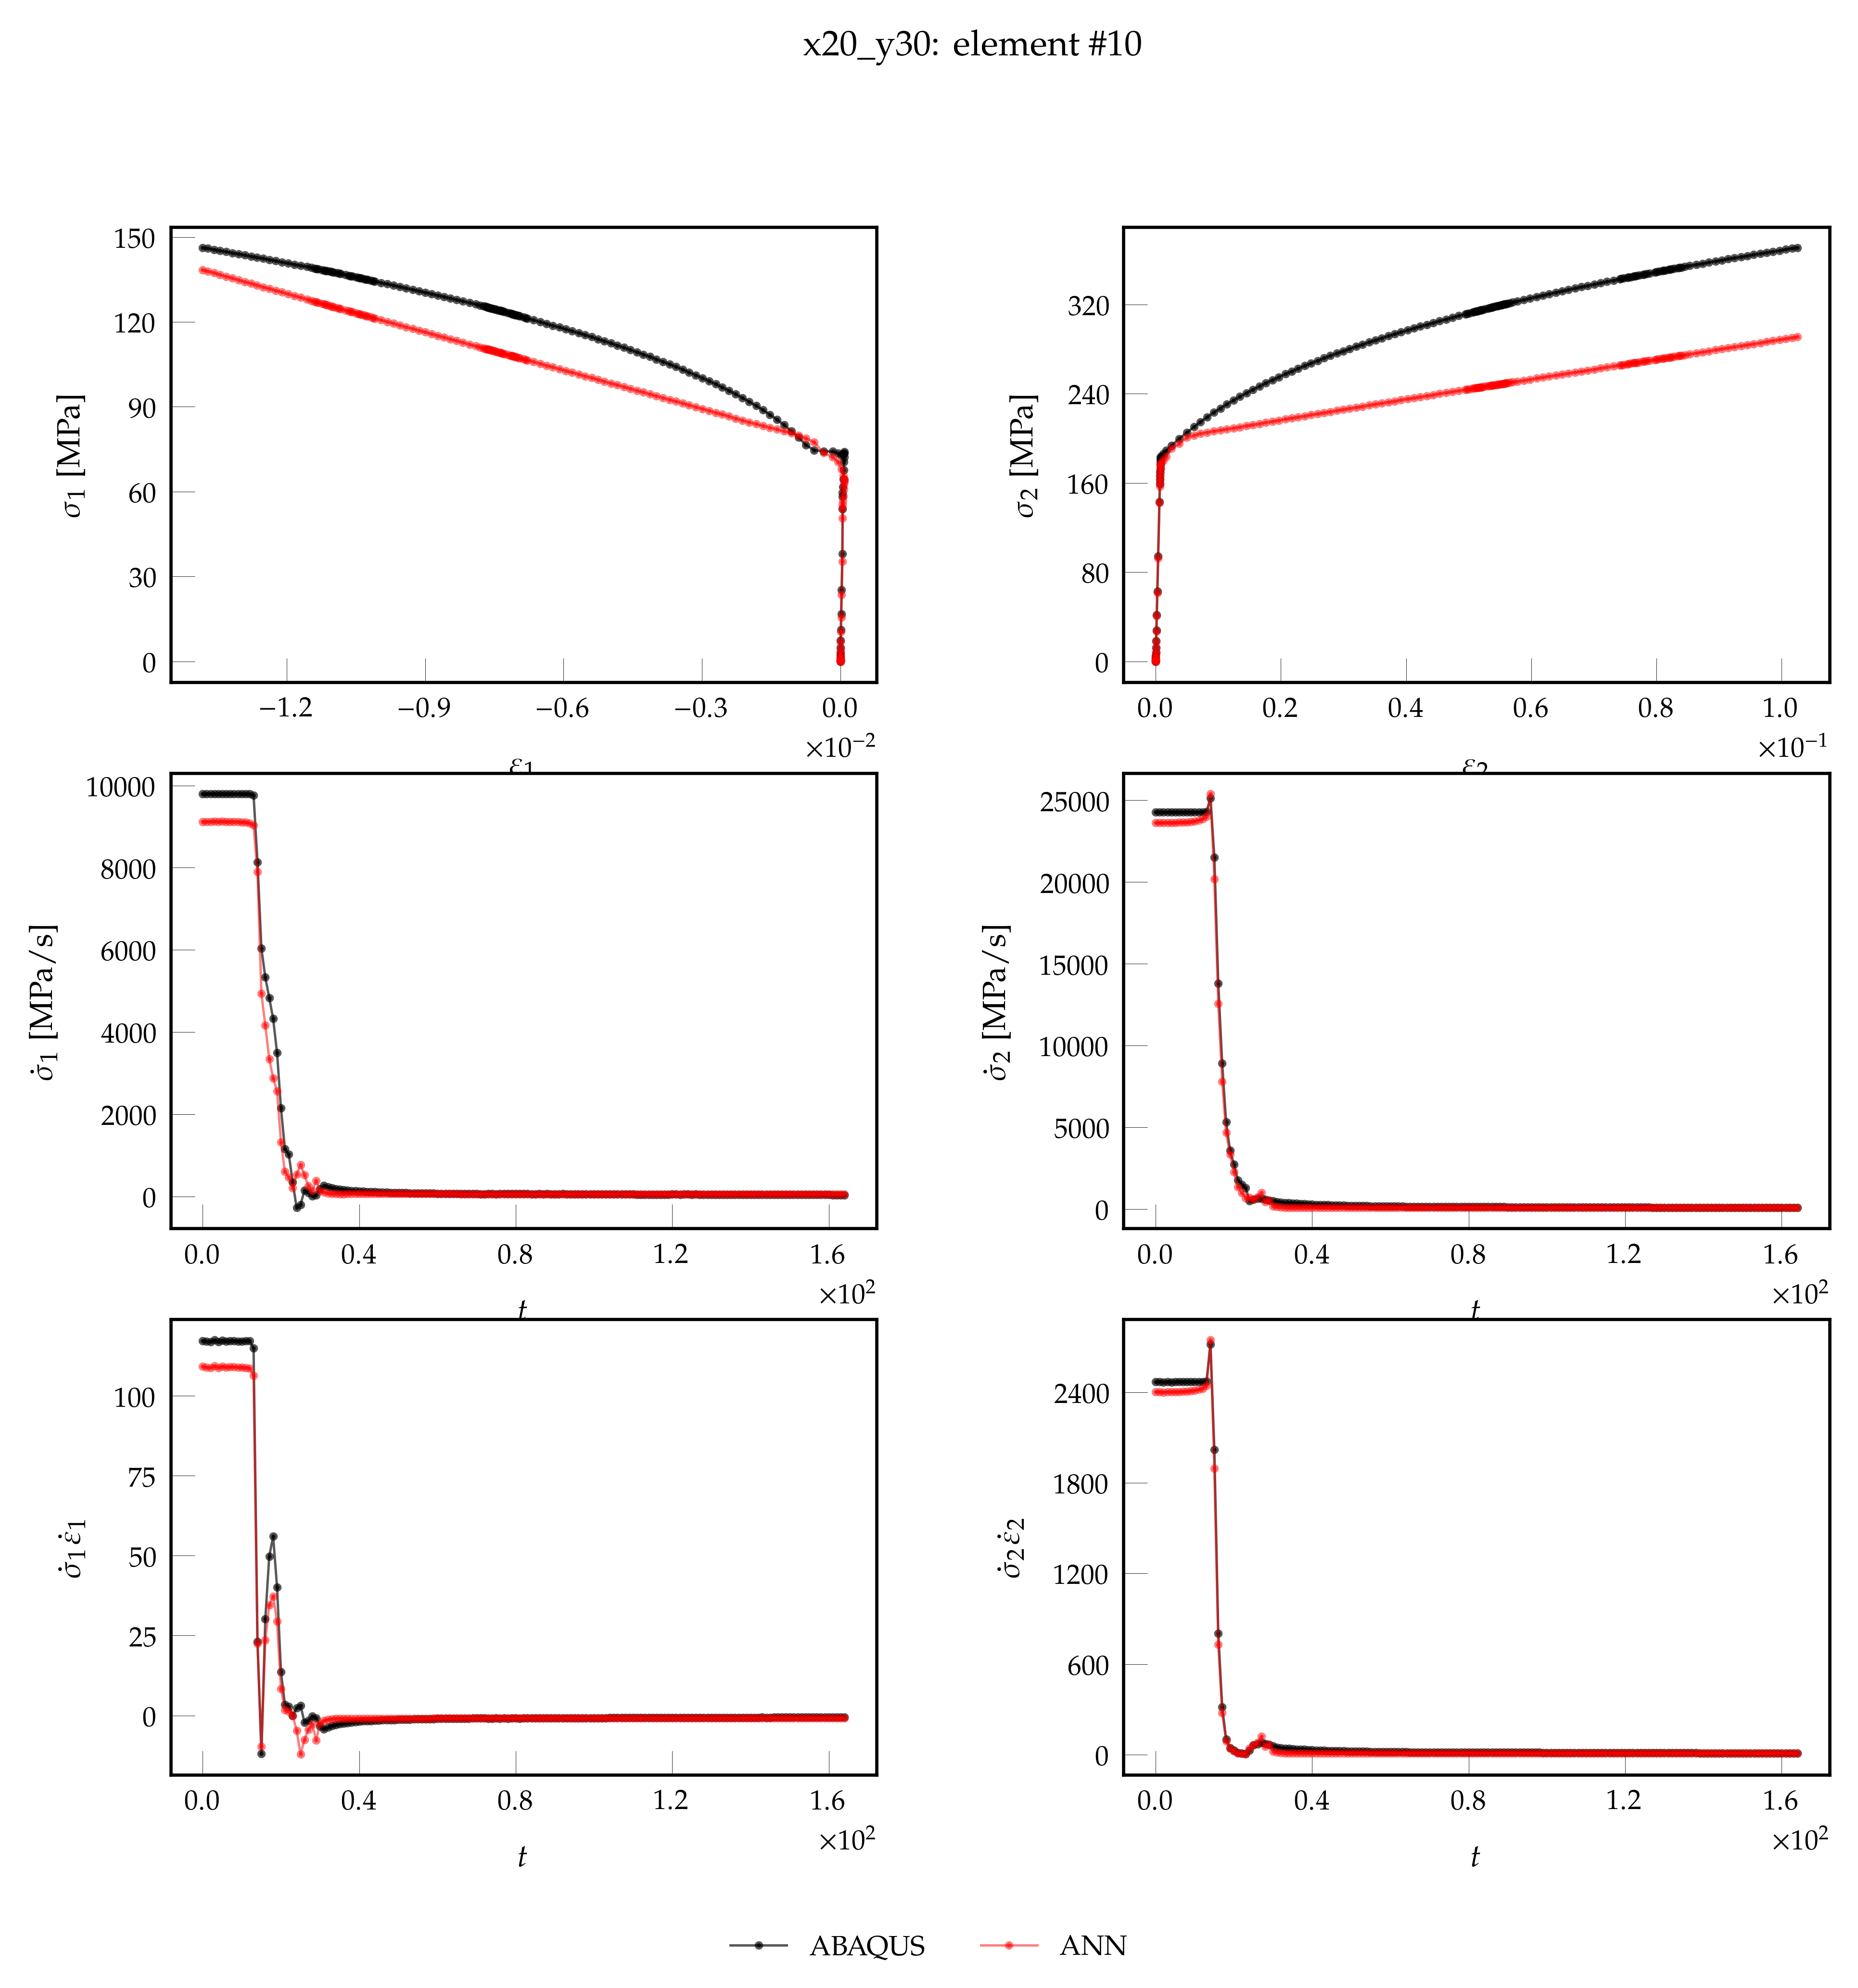 x20_y30: element #10
150
120
90
60
30
0
σ₁ [MPa]
−1.2 −0.9 −0.6 −0.3 0.0
×10⁻²
ε₁
320
240
160
80
0
σ₂ [MPa]
0.0 0.2 0.4 0.6 0.8 1.0
×10⁻¹
ε₂
10000
8000
6000
4000
2000
0
σ̇₁ [MPa/s]
0.0 0.4 0.8 1.2 1.6
×10²
t
25000
20000
15000
10000
5000
0
σ̇₂ [MPa/s]
0.0 0.4 0.8 1.2 1.6
×10²
t
100
75
50
25
0
σ̇₁ε̇₁
0.0 0.4 0.8 1.2 1.6
×10²
t
2400
1800
1200
600
0
σ̇₂ε̇₂
0.0 0.4 0.8 1.2 1.6
×10²
t
ABAQUS ANN